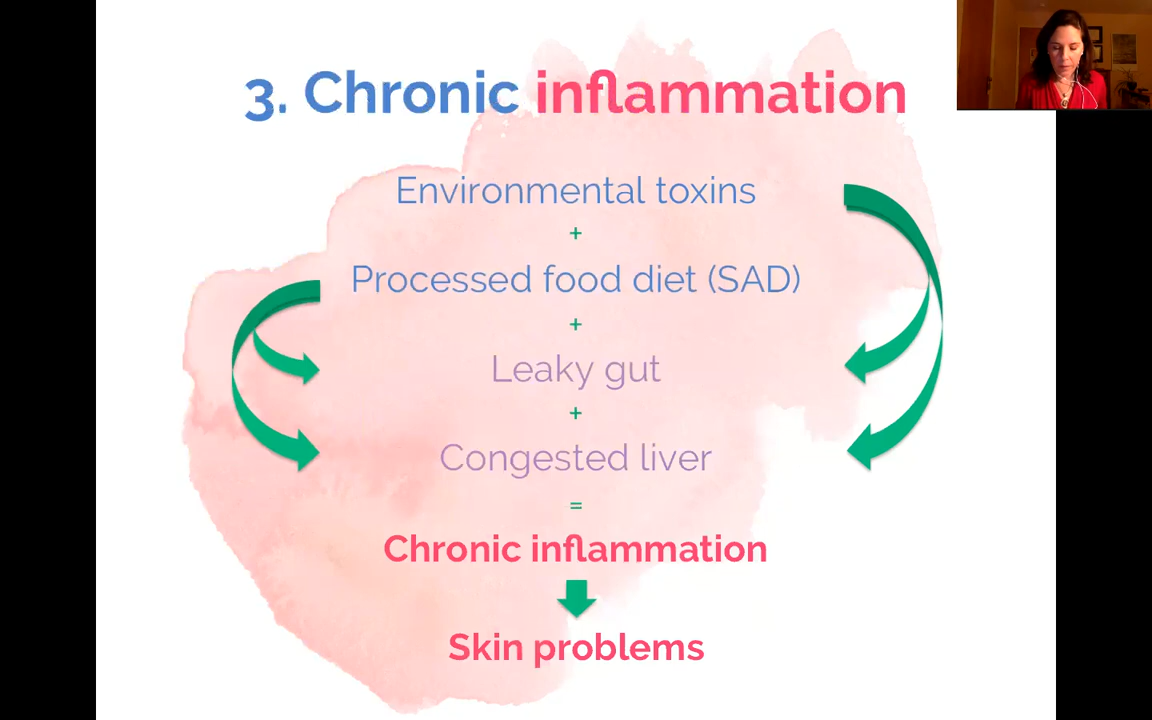 3. Chronic inflammation
Environmental toxins
+
Processed food diet (SAD)
+
Leaky gut
+
Congested liver
=
Chronic inflammation
Skin problems